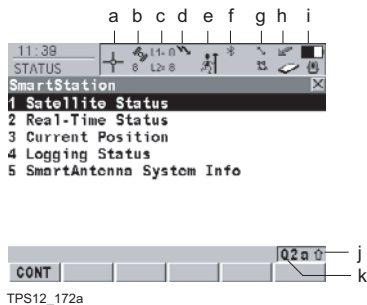 a b c d e f g h i
11:39
STATUS
8
L1= 8
L2= 8
SmartStation
1 Satellite Status
2 Real-Time Status
3 Current Position
4 Logging Status
5 SmartAntenna System Info
Q2a⇧
j
k
CONT
TPS12_172a